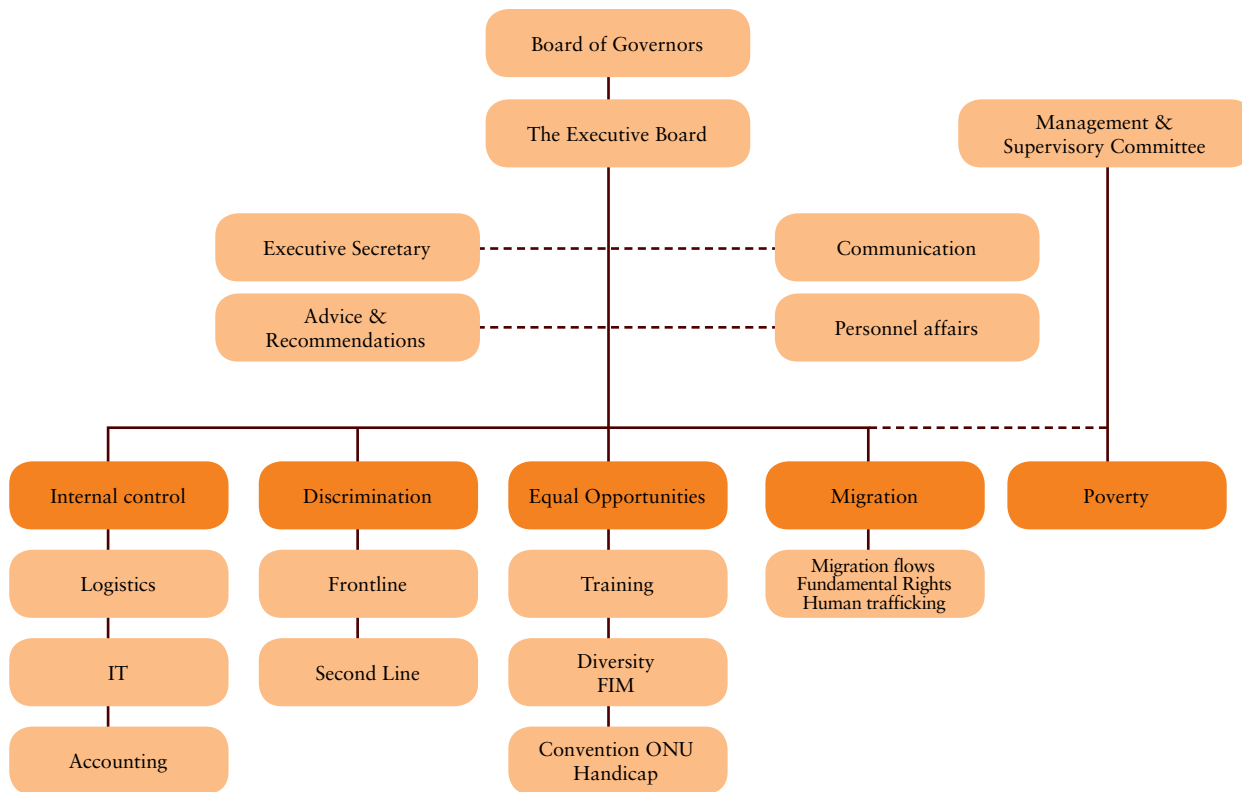 Board of Governors
The Executive Board
Management &
Supervisory Committee
Executive Secretary
Communication
Advice &
Recommendations
Personnel affairs
Internal control
Discrimination
Equal Opportunities
Migration
Poverty
Logistics
Frontline
Training
Migration flows
Fundamental Rights
Human trafficking
IT
Second Line
Diversity
FIM
Accounting
Convention ONU
Handicap